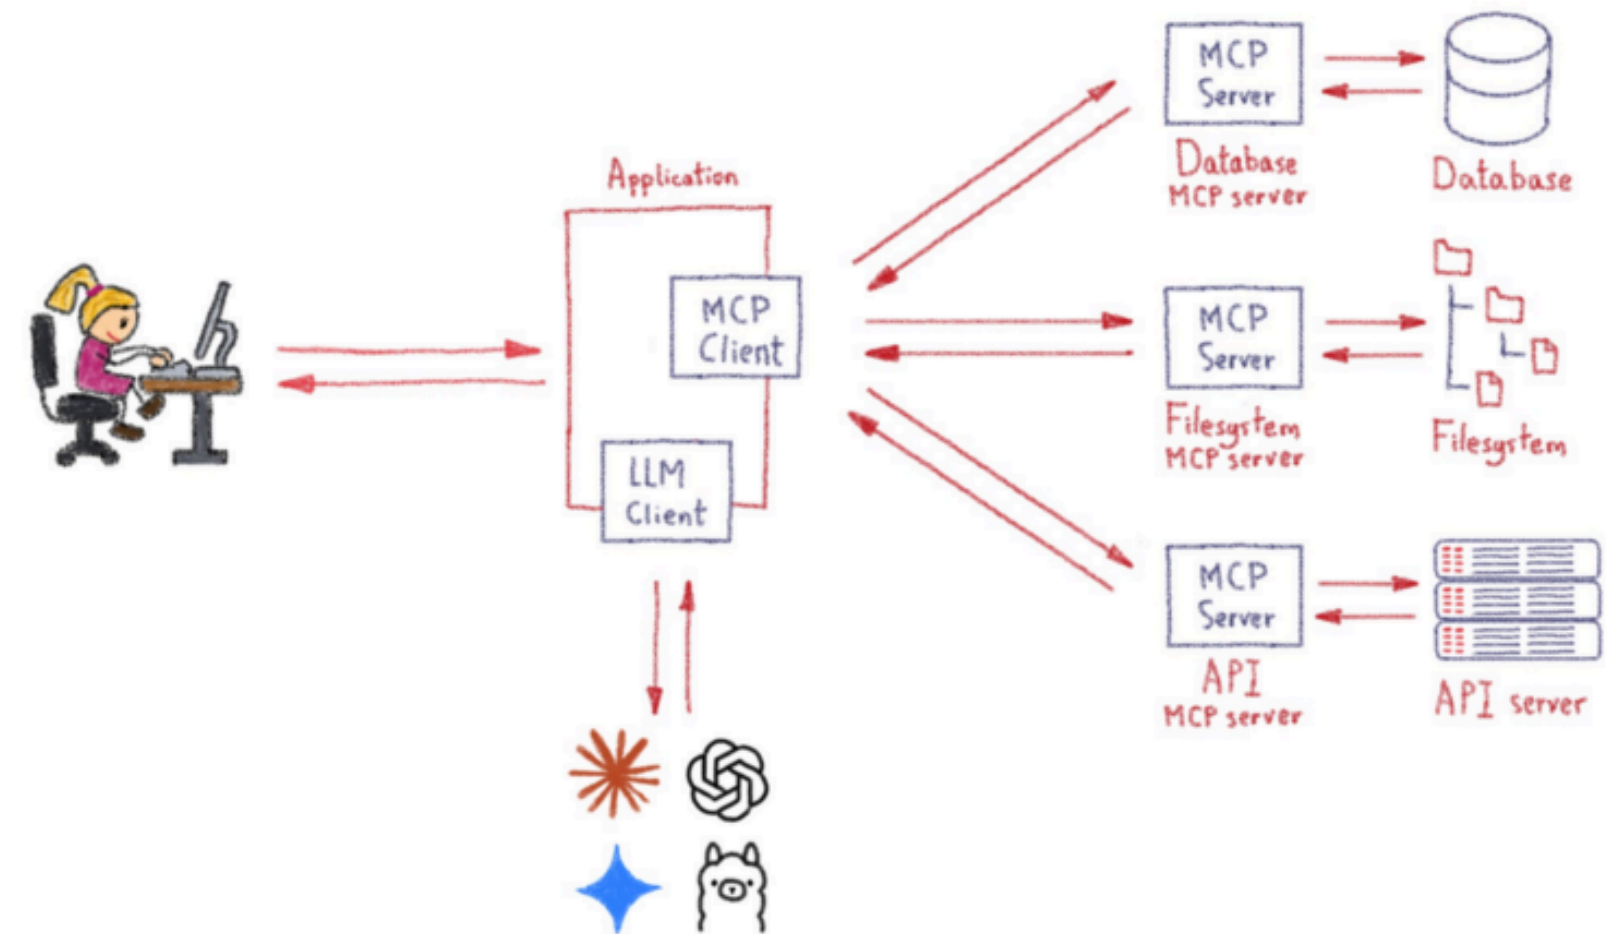 Application
MCP
Client
LLM
Client
MCP
Server
Database
MCP server
Database
MCP
Server
Filesystem
MCP server
Filesystem
MCP
Server
API
MCP server
API server